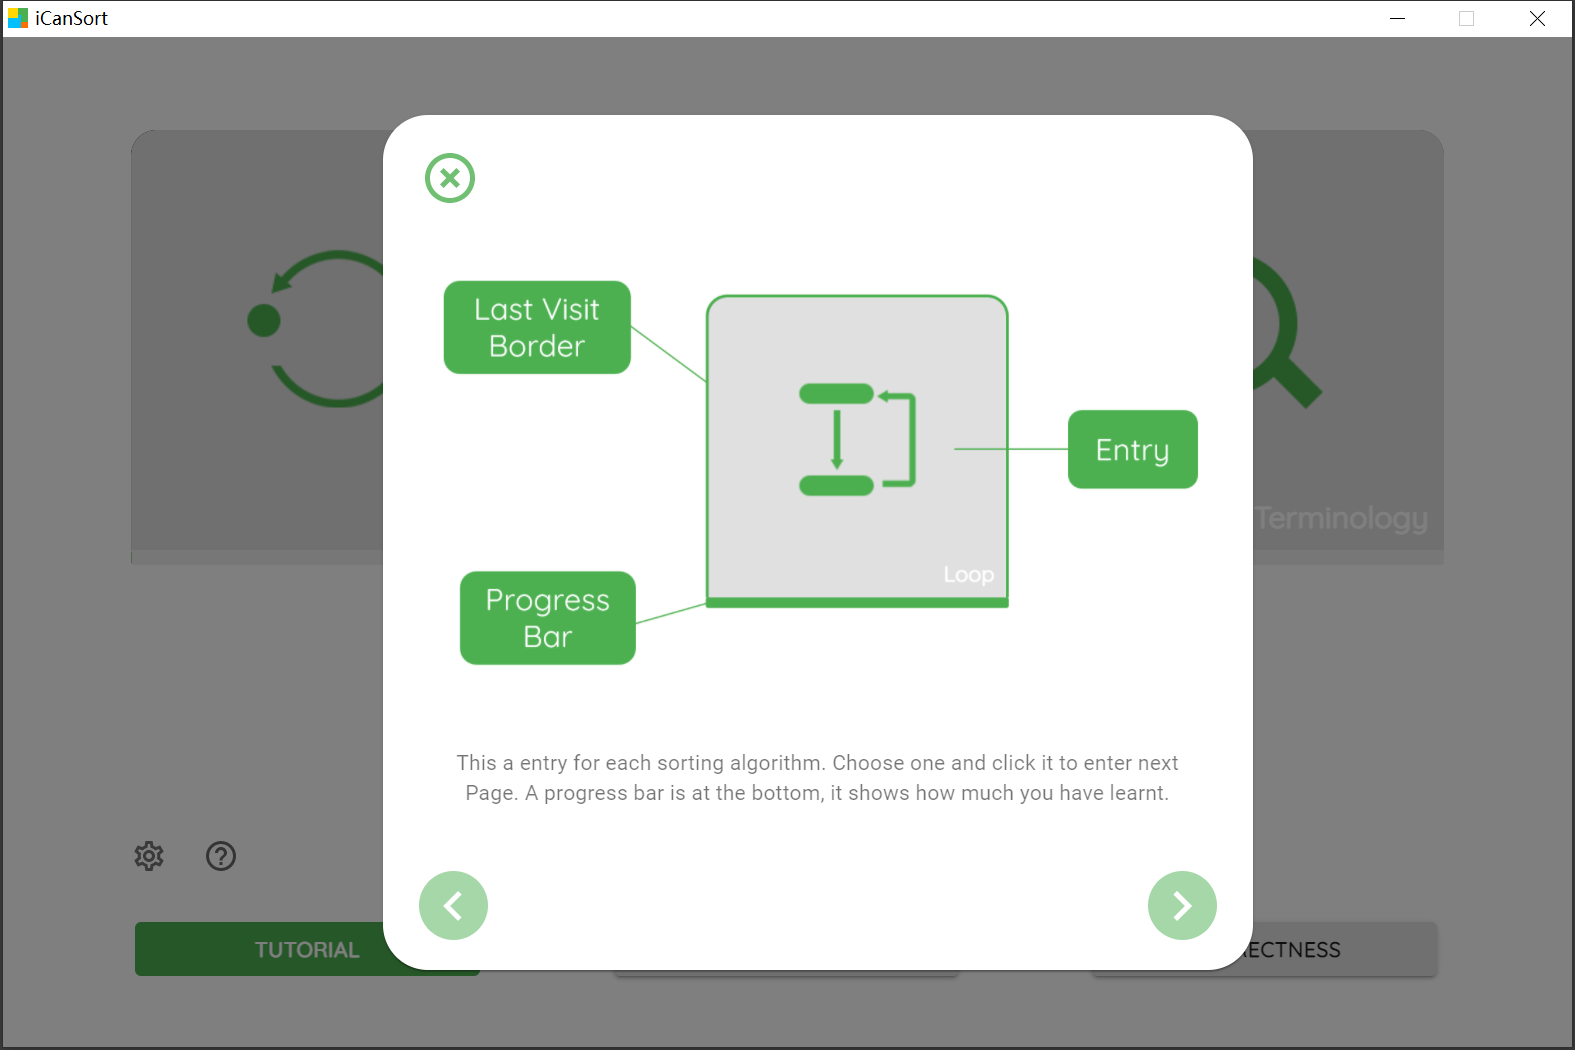 iCanSort
Last Visit
Border
Entry
Terminology
Loop
Progress
Bar
This a entry for each sorting algorithm. Choose one and click it to enter next
Page. A progress bar is at the bottom, it shows how much you have learnt.
TUTORIAL
RECTNESS